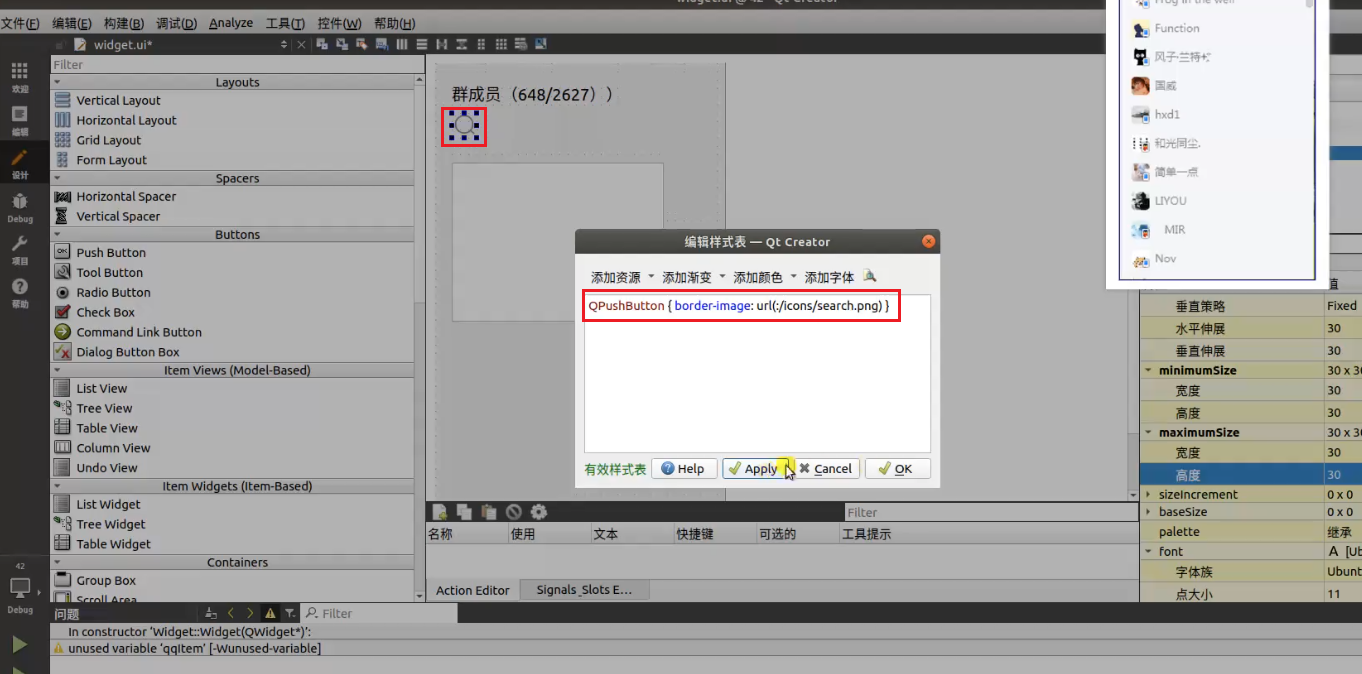 文件(F) 编辑(E) 构建(B) 调试(D) Analyze 工具(T) 控件(W) 帮助(H)
widget.ui*
Filter
Layouts
Vertical Layout
Horizontal Layout
Grid Layout
Form Layout
Spacers
Horizontal Spacer
Vertical Spacer
Buttons
Push Button
Tool Button
Radio Button
Check Box
Command Link Button
Dialog Button Box
Item Views (Model-Based)
List View
Tree View
Table View
Column View
Undo View
Item Widgets (Item-Based)
List Widget
Tree Widget
Table Widget
Containers
Group Box
Scroll Area
欢迎
编辑
设计
Debug
项目
帮助
42
Debug
群成员（648/2627））
编辑样式表 — Qt Creator
添加资源 添加渐变 添加颜色 添加字体
QPushButton { border-image: url(:/icons/search.png) }
有效样式表 Help Apply Cancel OK
Filter
名称 使用 文本 快捷键 可选的 工具提示
Action Editor Signals_Slots E...
问题 Filter
In constructor ‘Widget::Widget(QWidget*)’:
unused variable ‘qqItem’ [-Wunused-variable]
Frog in the well
Function
国威
hxd1
和光同尘.
简单一点
LIYOU
MIR
Nov
值
垂直策略 Fixed
水平伸展 30
垂直伸展 30
minimumSize
宽度 30
高度 30
maximumSize
宽度 30
高度 30
sizeIncrement 0 x 0
baseSize 0 x 0
palette 继承
font
字体族
点大小 11